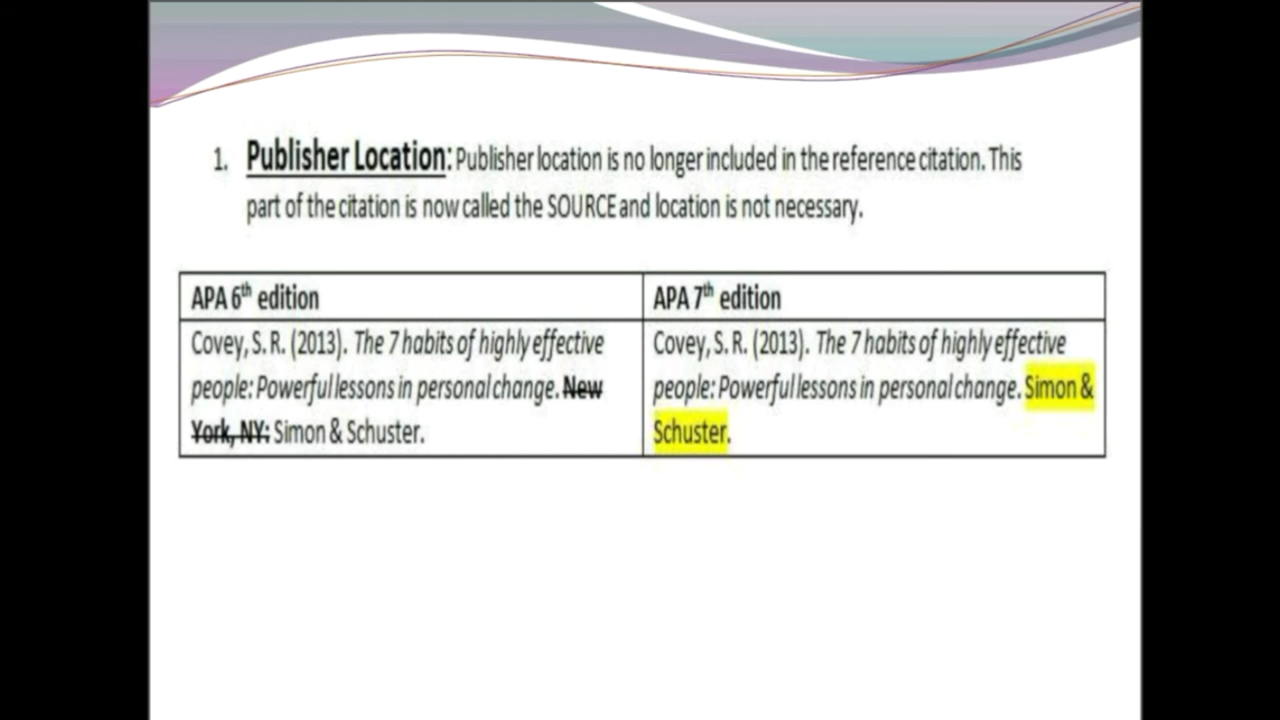 1. Publisher Location: Publisher location is no longer included in the reference citation. This
part of the citation is now called the SOURCE and location is not necessary.
APA 6th edition
Covey, S. R. (2013). The 7 habits of highly effective
people: Powerful lessons in personal change. New
York, NY: Simon & Schuster.
APA 7th edition
Covey, S. R. (2013). The 7 habits of highly effective
people: Powerful lessons in personal change. Simon &
Schuster.